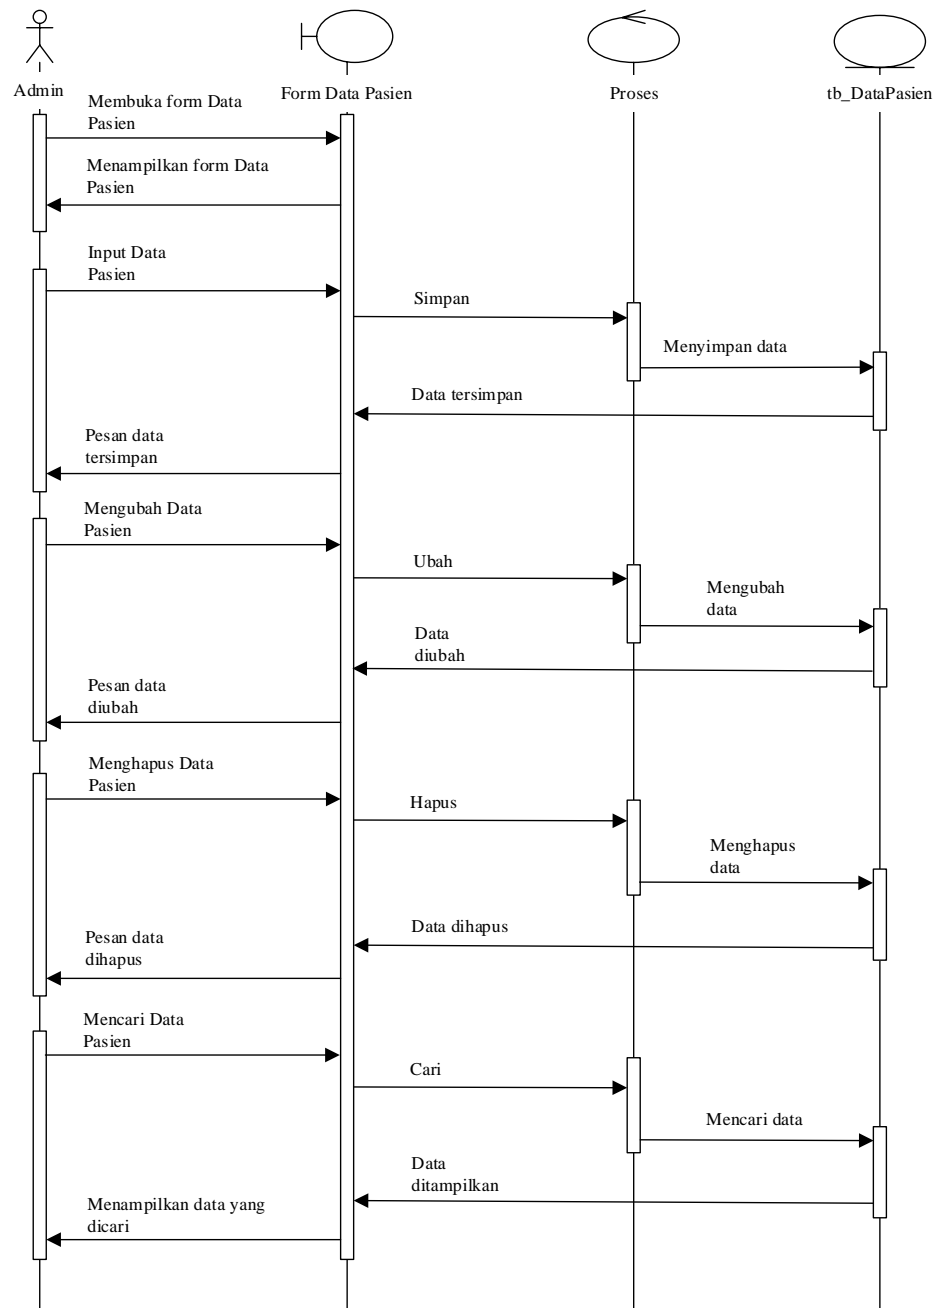 Admin
Form Data Pasien
Proses
tb_DataPasien
Membuka form Data
Pasien
Menampilkan form Data
Pasien
Input Data
Pasien
Simpan
Menyimpan data
Data tersimpan
Pesan data
tersimpan
Mengubah Data
Pasien
Ubah
Mengubah
data
Data
diubah
Pesan data
diubah
Menghapus Data
Pasien
Hapus
Menghapus
data
Data dihapus
Pesan data
dihapus
Mencari Data
Pasien
Cari
Mencari data
Data
ditampilkan
Menampilkan data yang
dicari